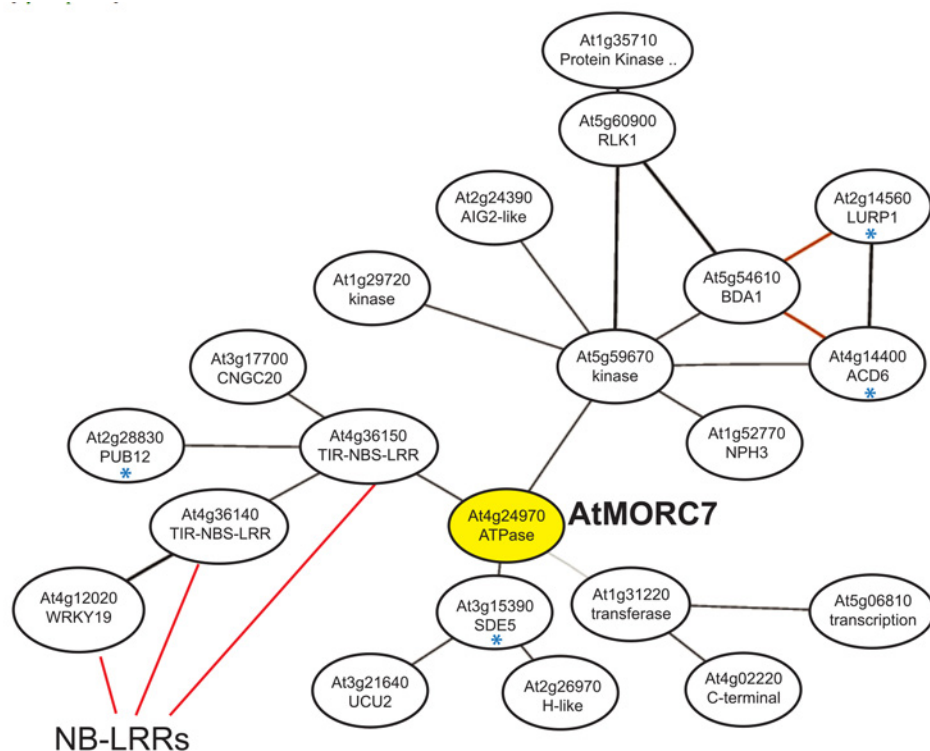 At1g35710
Protein Kinase ..
At5g60900
RLK1
At2g24390
AIG2-like
At2g14560
LURP1
*
At1g29720
kinase
At5g54610
BDA1
At3g17700
CNGC20
At5g59670
kinase
At4g14400
ACD6
*
At2g28830
PUB12
*
At4g36150
TIR-NBS-LRR
At1g52770
NPH3
At4g36140
TIR-NBS-LRR
At4g24970
ATPase
AtMORC7
At4g12020
WRKY19
At3g15390
SDE5
*
At1g31220
transferase
At5g06810
transcription
At3g21640
UCU2
At2g26970
H-like
At4g02220
C-terminal
NB-LRRs